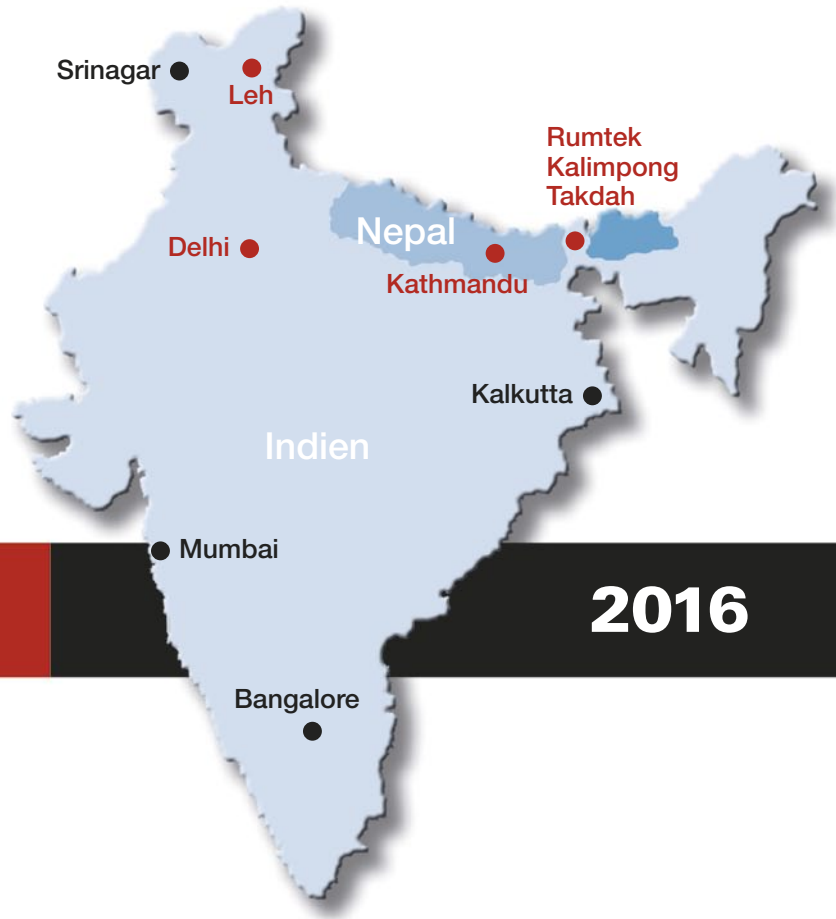 Srinagar
Leh
Rumtek
Kalimpong
Takdah
Nepal
Delhi
Kathmandu
Kalkutta
Indien
Mumbai
2016
Bangalore